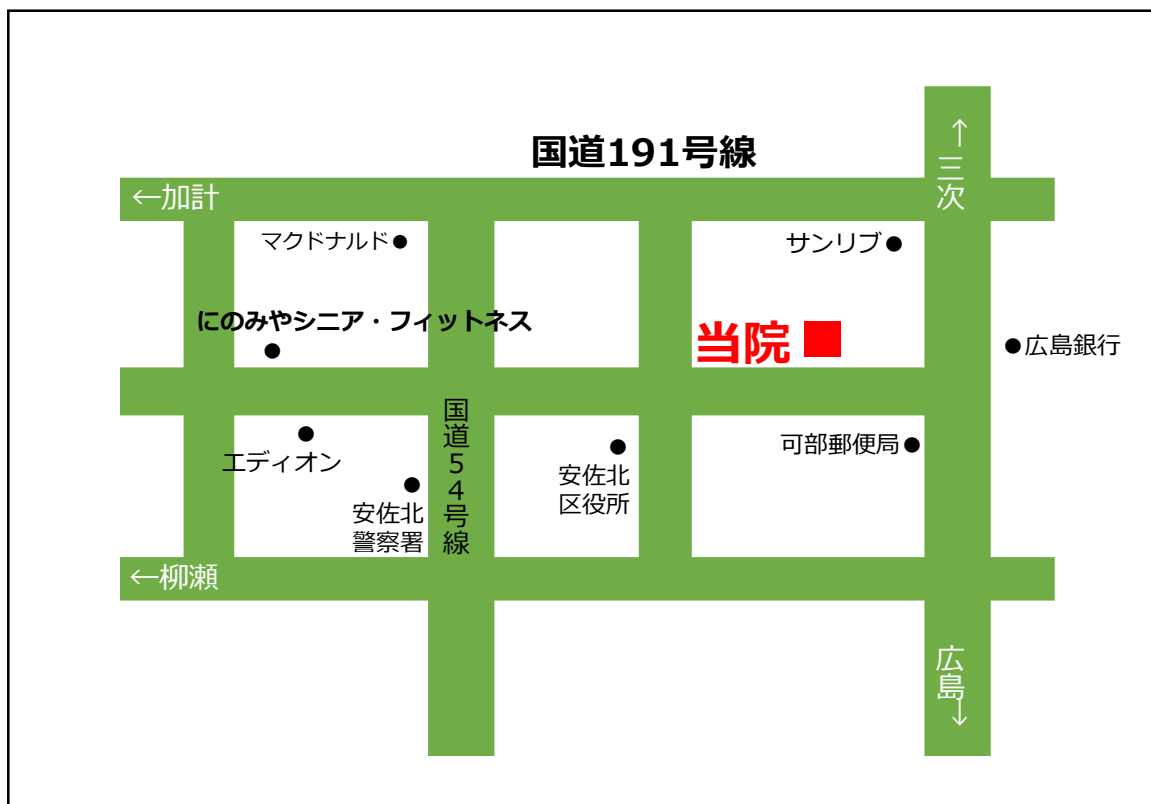 国道191号線
↑三次
←加計
マクドナルド
サンリブ
にのみやシニア・フィットネス
当院
広島銀行
国道54号線
エディオン
安佐北
警察署
安佐北
区役所
可部郵便局
←柳瀬
広島↓